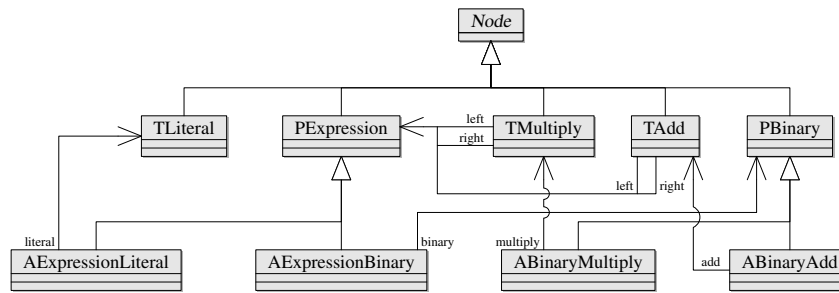 Node
TLiteral
PExpression
left
right
TMultiply
TAdd
PBinary
left
right
literal
binary
multiply
add
AExpressionLiteral
AExpressionBinary
ABinaryMultiply
ABinaryAdd